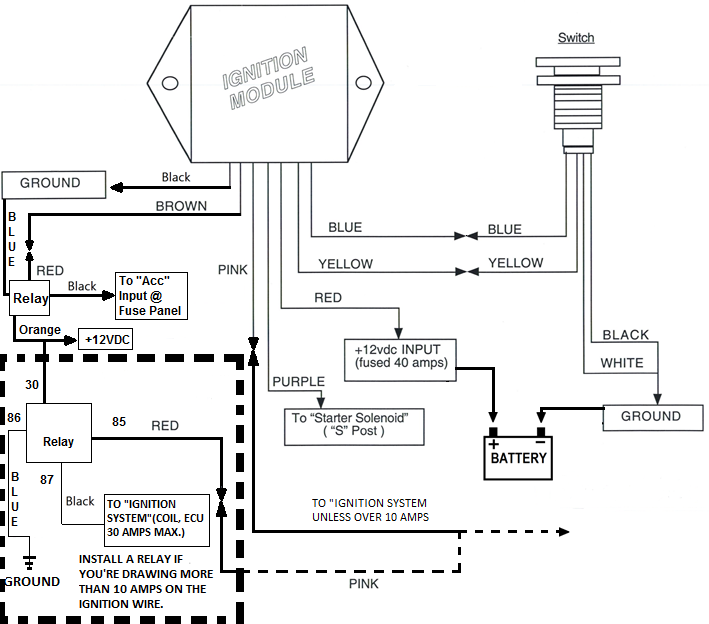 IGNITION
MODULE
Switch
GROUND
Black
BROWN
BLUE
RED
PINK
BLUE
BLUE
YELLOW
YELLOW
Relay
Black
To "Acc"
Input @
Fuse Panel
RED
Orange
+12VDC
+12vdc INPUT
(fused 40 amps)
BLACK
WHITE
PURPLE
To "Starter Solenoid"
( "S" Post )
GROUND
+
−
BATTERY
30
86
85
RED
Relay
87
BLUE
Black
TO "IGNITION
SYSTEM"(COIL, ECU
30 AMPS MAX.)
TO "IGNITION SYSTEM
UNLESS OVER 10 AMPS
GROUND
INSTALL A RELAY IF
YOU'RE DRAWING MORE
THAN 10 AMPS ON THE
IGNITION WIRE.
PINK